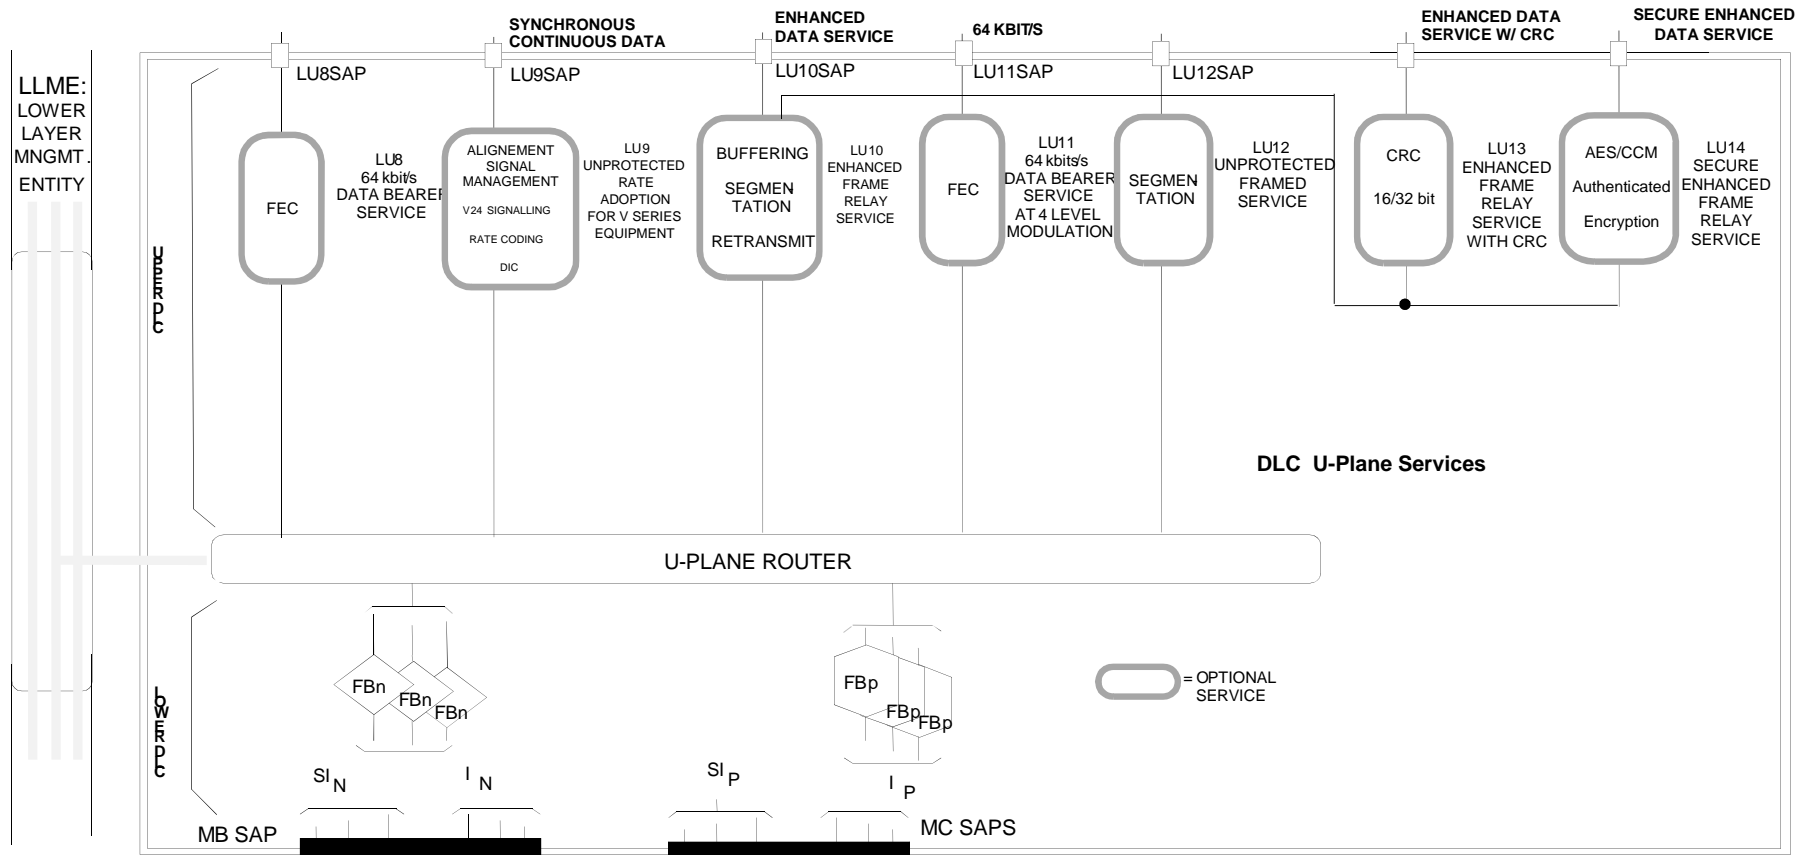 SYNCHRONOUS
CONTINUOUS DATA
ENHANCED
DATA SERVICE
64 KBIT/S
ENHANCED DATA
SERVICE W/ CRC
SECURE ENHANCED
DATA SERVICE
LU8SAP
LU9SAP
LU10SAP
LU11SAP
LU12SAP
LLME:
LOWER
LAYER
MNGMT.
ENTITY
UPPER DLC
FEC
LU8
64 kbit/s
DATA BEARER
SERVICE
ALIGNEMENT
SIGNAL
MANAGEMENT
V24 SIGNALLING
RATE CODING
DIC
LU9
UNPROTECTED
RATE
ADOPTION
FOR V SERIES
EQUIPMENT
BUFFERING
SEGMEN
TATION
RETRANSMIT
LU10
ENHANCED
FRAME
RELAY
SERVICE
FEC
LU11
64 kbits/s
DATA BEARER
SERVICE
AT 4 LEVEL
MODULATION
SEGMEN
TATION
LU12
UNPROTECTED
FRAMED
SERVICE
CRC
16/32 bit
LU13
ENHANCED
FRAME
RELAY
SERVICE
WITH CRC
AES/CCM
Authenticated
Encryption
LU14
SECURE
ENHANCED
FRAME
RELAY
SERVICE
DLC U-Plane Services
U-PLANE ROUTER
LOWER DLC
FBn
FBn
FBn
FBp
FBp
FBp
= OPTIONAL
SERVICE
SI N
I N
SI P
I P
MB SAP
MC SAPS